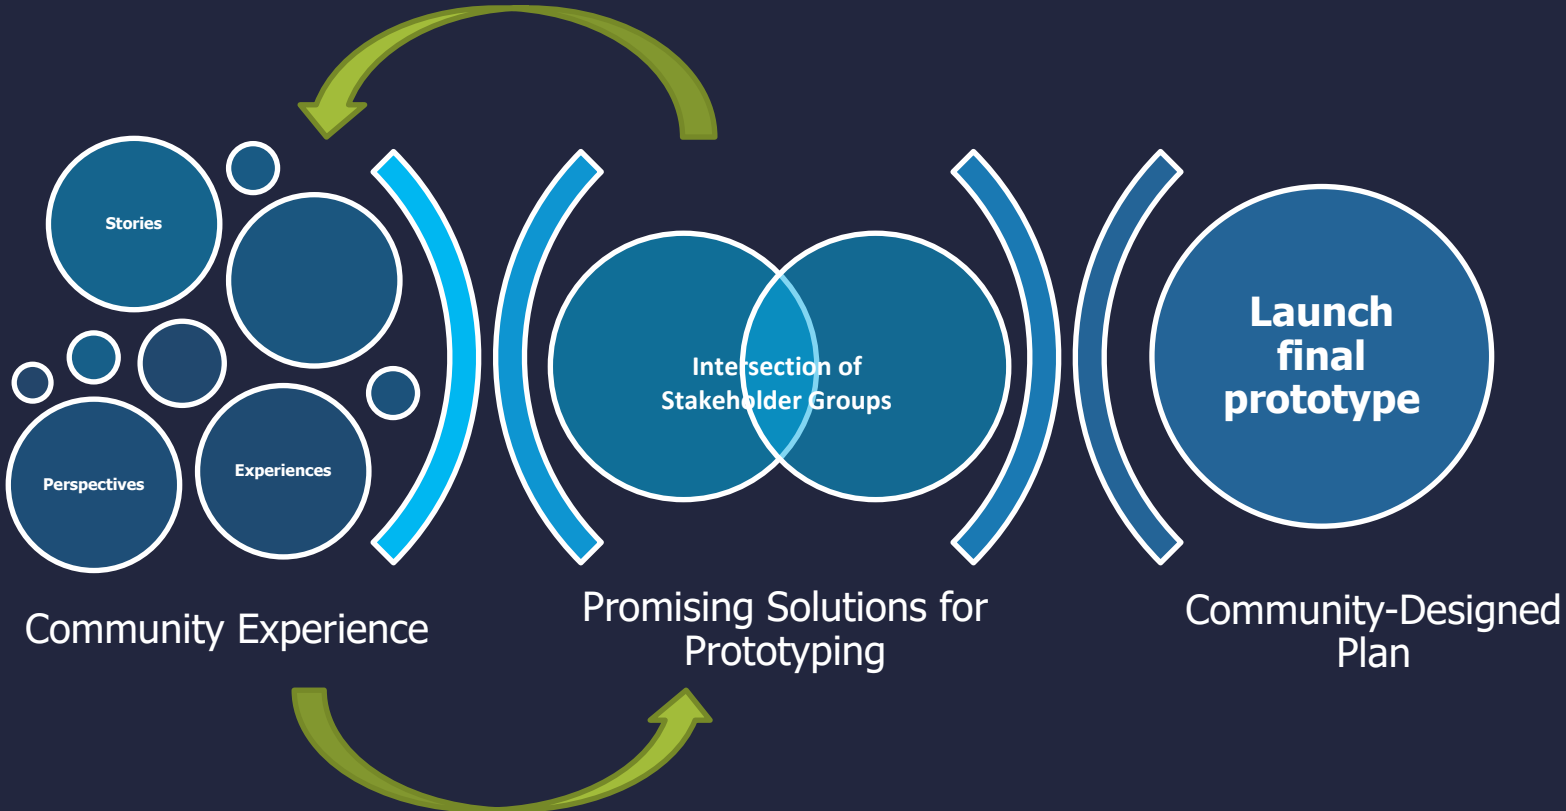 Stories
Perspectives
Experiences
Community Experience
Intersection of
Stakeholder Groups
Promising Solutions for
Prototyping
Launch
final
prototype
Community-Designed
Plan